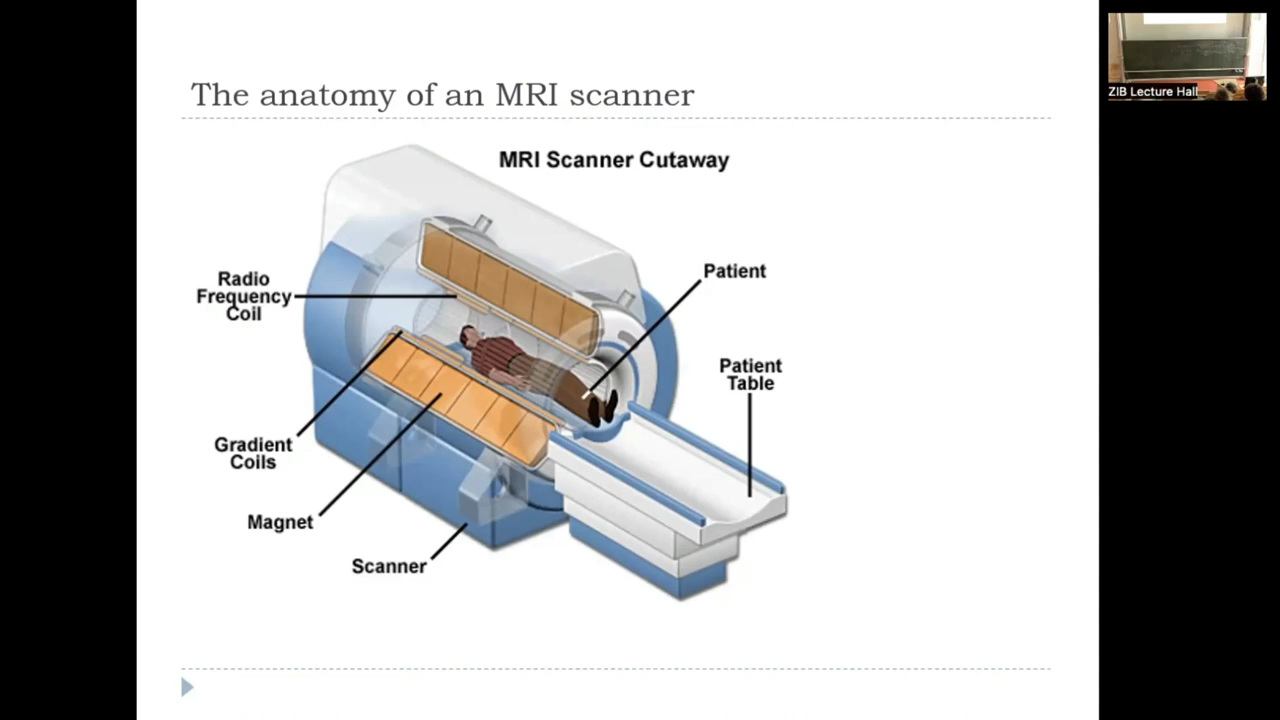 The anatomy of an MRI scanner
MRI Scanner Cutaway
Radio
Frequency
Coil
Patient
Patient
Table
Gradient
Coils
Magnet
Scanner
ZIB Lecture Hall